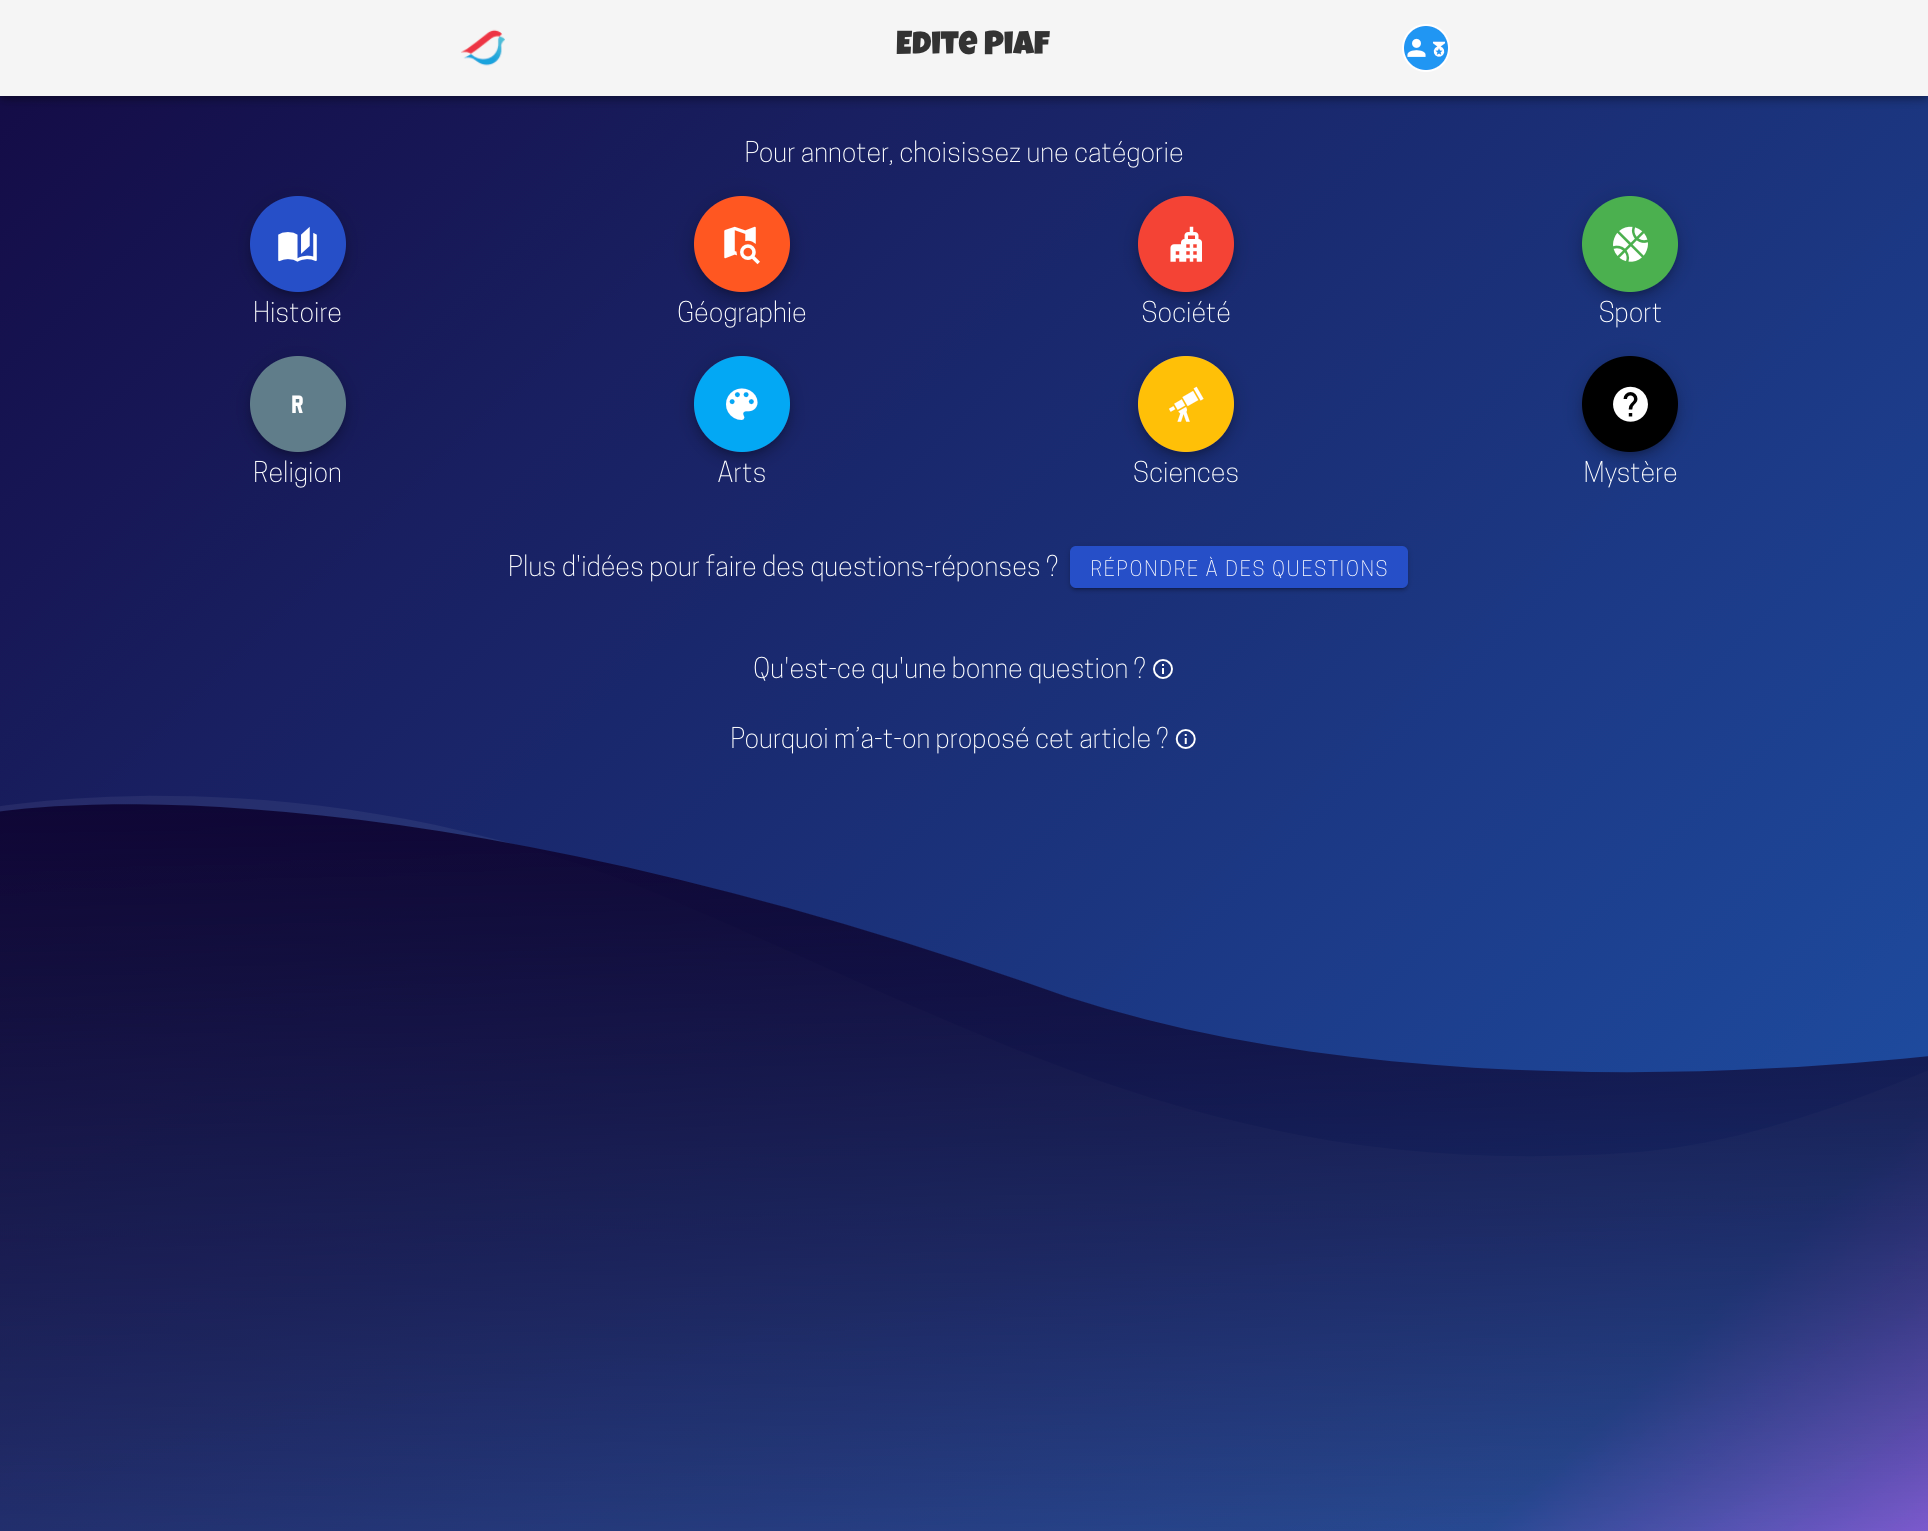 Edite Piaf
Pour annoter, choisissez une catégorie
Histoire
Géographie
Société
Sport
R
Religion
Arts
Sciences
Mystère
Plus d'idées pour faire des questions-réponses ?
RÉPONDRE À DES QUESTIONS
Qu'est-ce qu'une bonne question ?
Pourquoi m’a-t-on proposé cet article ?